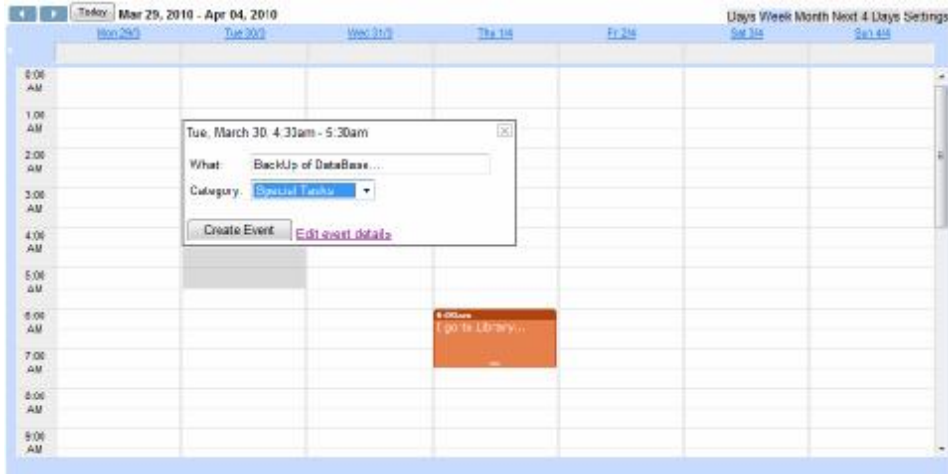 Today Mar 29, 2010 - Apr 04, 2010
Days Week Month Next 4 Days Settings
Mon 29/3 Tue 30/3 Wed 31/3 Thu 1/4 Fr 2/4 Sat 3/4 Sun 4/4
0:00
AM
1:00
AM
2:00
AM
3:00
AM
4:00
AM
5:00
AM
6:00
AM
7:00
AM
8:00
AM
9:00
AM
Tue, March 30, 4:30am - 5:30am
What: BackUp of DataBase...
Category: Special Tasks
Create Event Edit event details
6:00am
I go to Library...